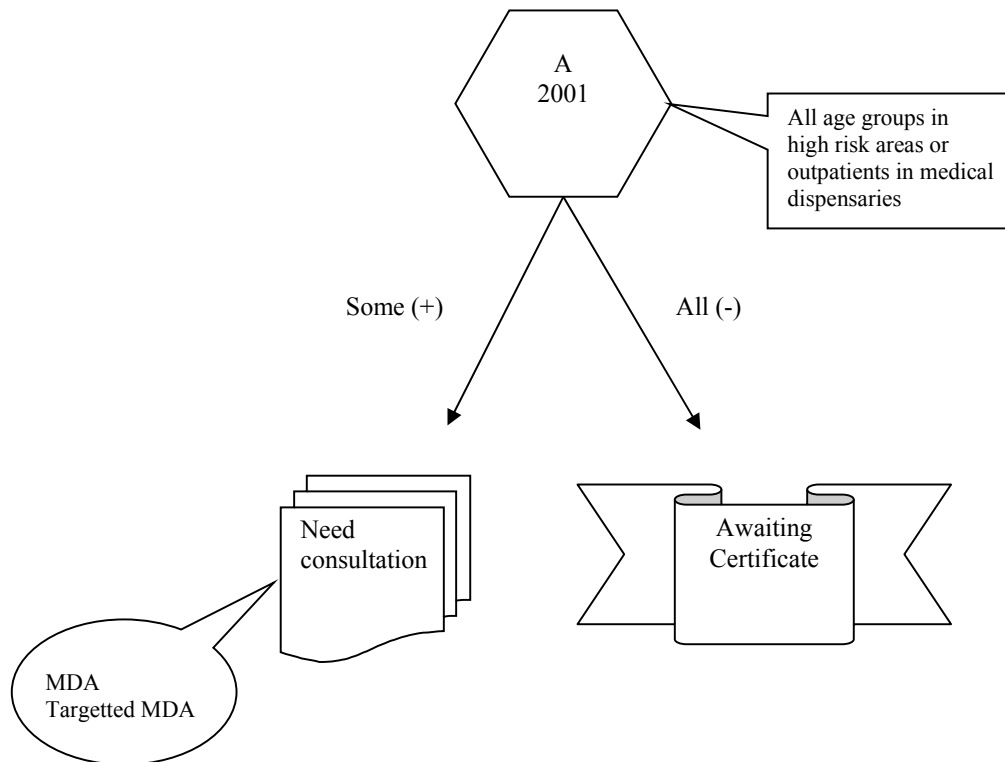 A
2001
All age groups in
high risk areas or
outpatients in medical
dispensaries
Some (+)
All (-)
Need
consultation
Awaiting
Certificate
MDA
Targetted MDA